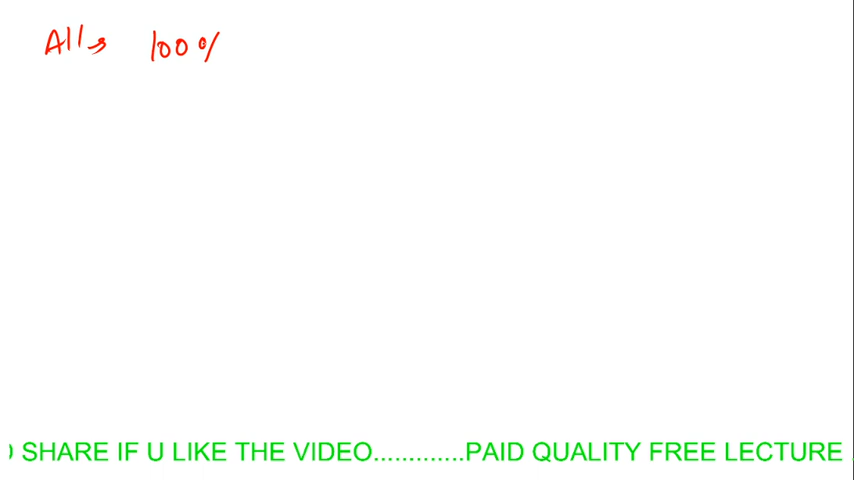 All → 100%
) SHARE IF U LIKE THE VIDEO.............PAID QUALITY FREE LECTURE